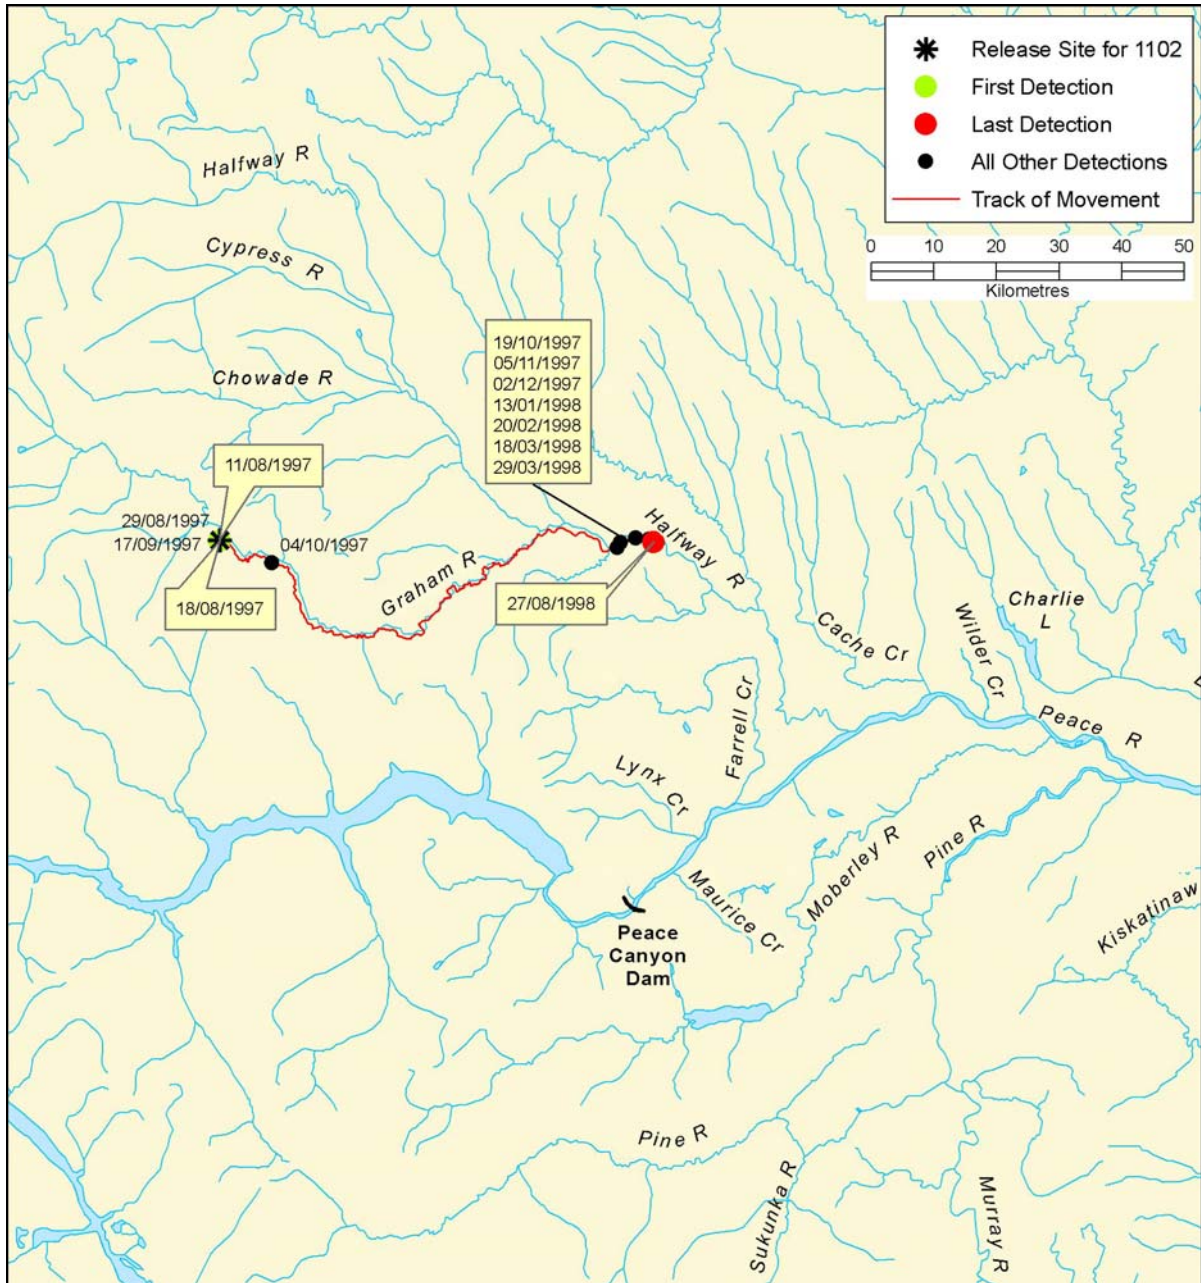 Release Site for 1102
First Detection
Last Detection
All Other Detections
Track of Movement
0 10 20 30 40 50
Kilometres
Halfway R
Cypress R
Chowade R
19/10/1997
05/11/1997
02/12/1997
13/01/1998
20/02/1998
18/03/1998
29/03/1998
11/08/1997
29/08/1997
17/09/1997
04/10/1997
18/08/1997
Graham R
Halfway R
27/08/1998
Cache Cr
Wilder Cr
Charlie
L
Peace R
Farrell Cr
Lynx Cr
Maurice Cr
Moberley R
Pine R
Kiskatinaw
Peace
Canyon
Dam
Pine R
Sukunka R
Murray R